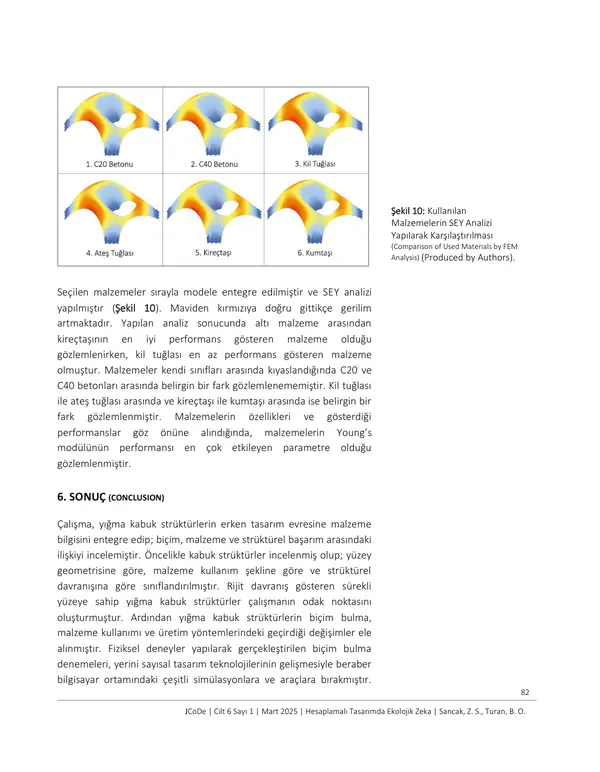 1. C20 Betonu
2. C40 Betonu
3. Kil Tuğlası
4. Ateş Tuğlası
5. Kireçtaşı
6. Kumtaşı
Şekil 10: Kullanılan
Malzemelerin SEY Analizi
Yapılarak Karşılaştırılması
(Comparison of Used Materials by FEM
Analysis) (Produced by Authors).
Seçilen malzemeler sırayla modele entegre edilmiştir ve SEY analizi
yapılmıştır (Şekil 10). Maviden kırmızıya doğru gittikçe gerilim
artmaktadır. Yapılan analiz sonucunda altı malzeme arasından
kireçtaşının en iyi performans gösteren malzeme olduğu
gözlemlenirken, kil tuğlası en az performans gösteren malzeme
olmuştur. Malzemeler kendi sınıfları arasında kıyaslandığında C20 ve
C40 betonları arasında belirgin bir fark gözlemlenememiştir. Kil tuğlası
ile ateş tuğlası arasında ve kireçtaşı ile kumtaşı arasında ise belirgin bir
fark gözlemlenmiştir. Malzemelerin özellikleri ve gösterdiği
performanslar göz önüne alındığında, malzemelerin Young’s
modülünün performansı en çok etkileyen parametre olduğu
gözlemlenmiştir.
6. SONUÇ (CONCLUSION)
Çalışma, yığma kabuk strüktürlerin erken tasarım evresine malzeme
bilgisini entegre edip; biçim, malzeme ve strüktürel başarım arasındaki
ilişkiyi incelemiştir. Öncelikle kabuk strüktürler incelenmiş olup; yüzey
geometrisine göre, malzeme kullanım şekline göre ve strüktürel
davranışına göre sınıflandırılmıştır. Rijit davranış gösteren sürekli
yüzeye sahip yığma kabuk strüktürler çalışmanın odak noktasını
oluşturmuştur. Ardından yığma kabuk strüktürlerin biçim bulma,
malzeme kullanımı ve üretim yöntemlerindeki geçirdiği değişimler ele
alınmıştır. Fiziksel deneyler yapılarak gerçekleştirilen biçim bulma
denemeleri, yerini sayısal tasarım teknolojilerinin gelişmesiyle beraber
bilgisayar ortamındaki çeşitli simülasyonlara ve araçlara bırakmıştır.
82
JCoDe | Cilt 6 Sayı 1 | Mart 2025 | Hesaplamalı Tasarımda Ekolojik Zeka | Sancak, Z. S., Turan, B. O.